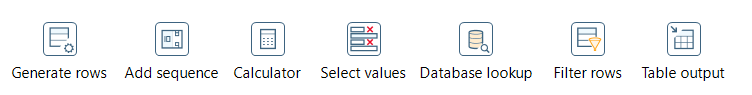 Generate rows Add sequence Calculator Select values Database lookup Filter rows Table output